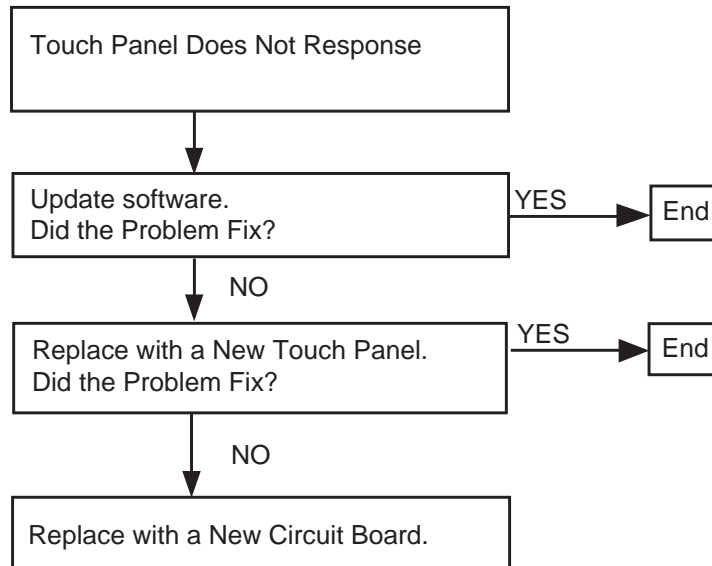 Touch Panel Does Not Response
Update software.
Did the Problem Fix?
YES
End
NO
Replace with a New Touch Panel.
Did the Problem Fix?
YES
End
NO
Replace with a New Circuit Board.